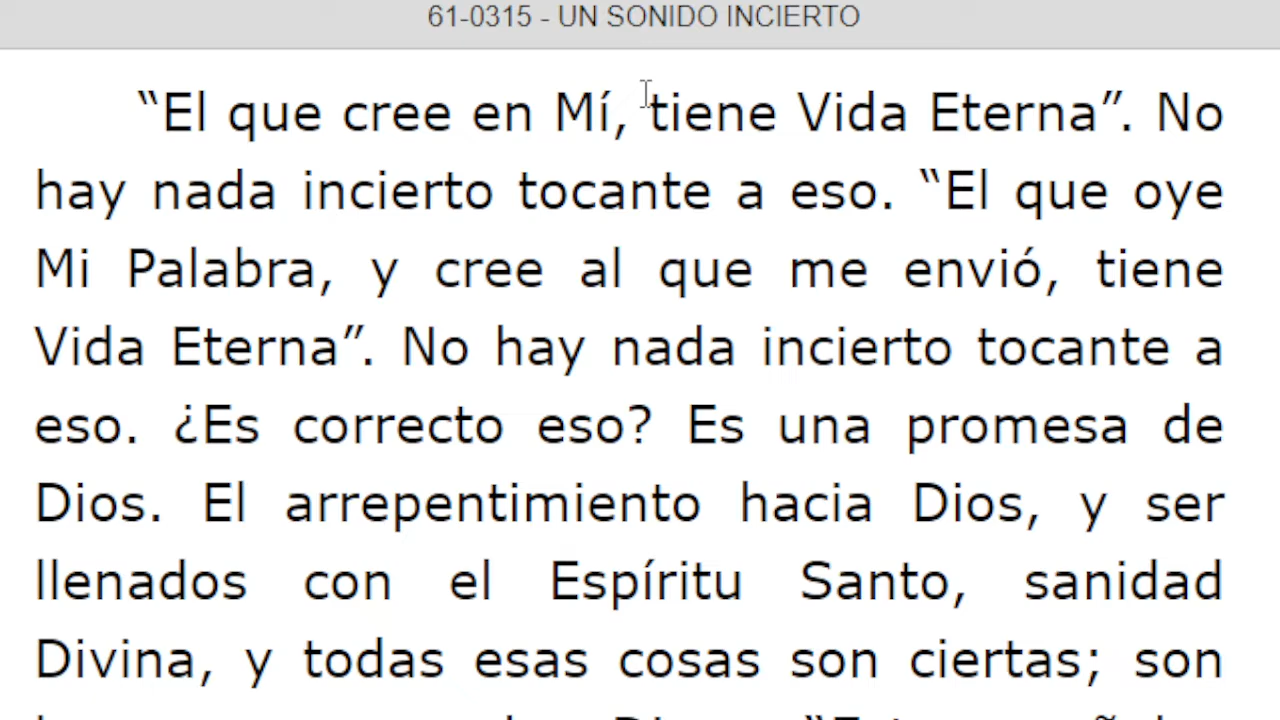 61-0315 - UN SONIDO INCIERTO
“El que cree en Mí, tiene Vida Eterna”. No
hay nada incierto tocante a eso. “El que oye
Mi Palabra, y cree al que me envió, tiene
Vida Eterna”. No hay nada incierto tocante a
eso. ¿Es correcto eso? Es una promesa de
Dios. El arrepentimiento hacia Dios, y ser
llenados con el Espíritu Santo, sanidad
Divina, y todas esas cosas son ciertas; son